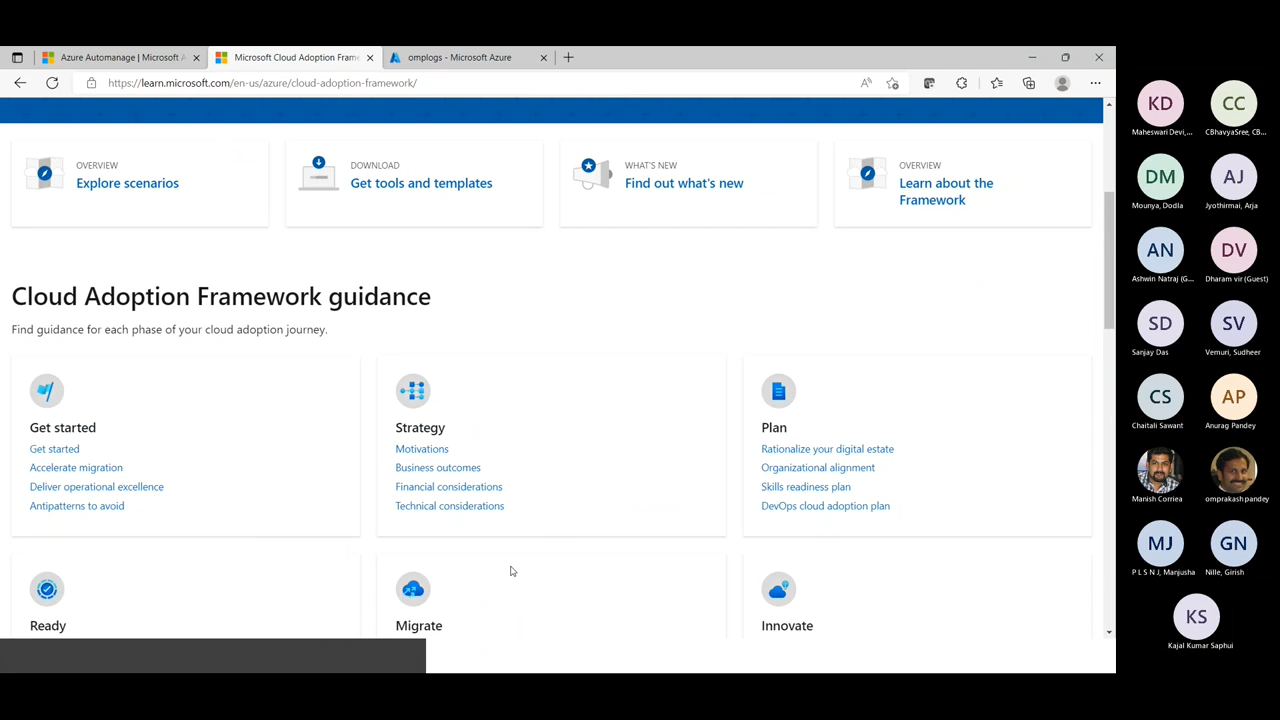 Azure Automanage | Microsoft A
Microsoft Cloud Adoption Frame
omplogs - Microsoft Azure
https://learn.microsoft.com/en-us/azure/cloud-adoption-framework/
OVERVIEW
Explore scenarios
DOWNLOAD
Get tools and templates
WHAT'S NEW
Find out what's new
OVERVIEW
Learn about the
Framework
Cloud Adoption Framework guidance
Find guidance for each phase of your cloud adoption journey.
Get started
Get started
Accelerate migration
Deliver operational excellence
Antipatterns to avoid
Strategy
Motivations
Business outcomes
Financial considerations
Technical considerations
Plan
Rationalize your digital estate
Organizational alignment
Skills readiness plan
DevOps cloud adoption plan
Ready
Migrate
Innovate
KD
Maheswari Devi,...
CC
CBhavyaSree, CB...
DM
Mounya, Dodla
AJ
Jyothirmai, Arja
AN
Ashwin Natraj (G...
DV
Dharam vir (Guest)
SD
Sanjay Das
SV
Vemuri, Sudheer
CS
Chaitali Sawant
AP
Anurag Pandey
Manish Corriea
omprakash pandey
MJ
P L S N J, Manjusha
GN
Nille, Girish
KS
Kajal Kumar Saphui